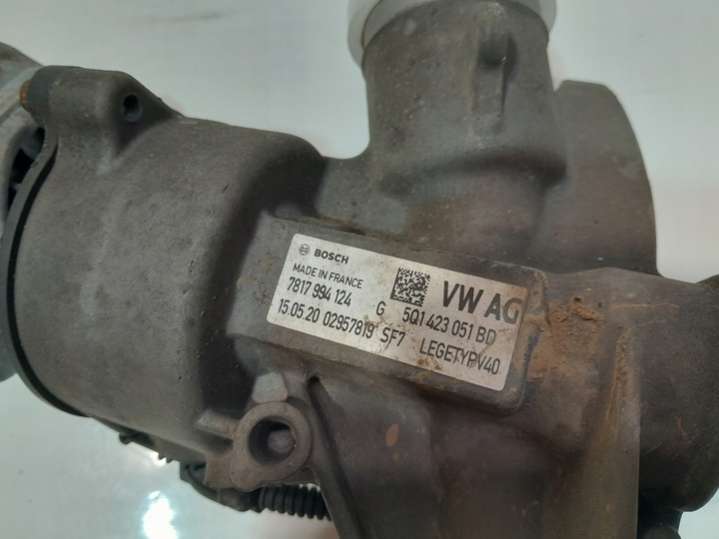 BOSCH
MADE IN FRANCE
7817 994 124 G
15.05.20 02957819 SF7
VW AG
5Q1 423 051 BD
LEGETYPV40